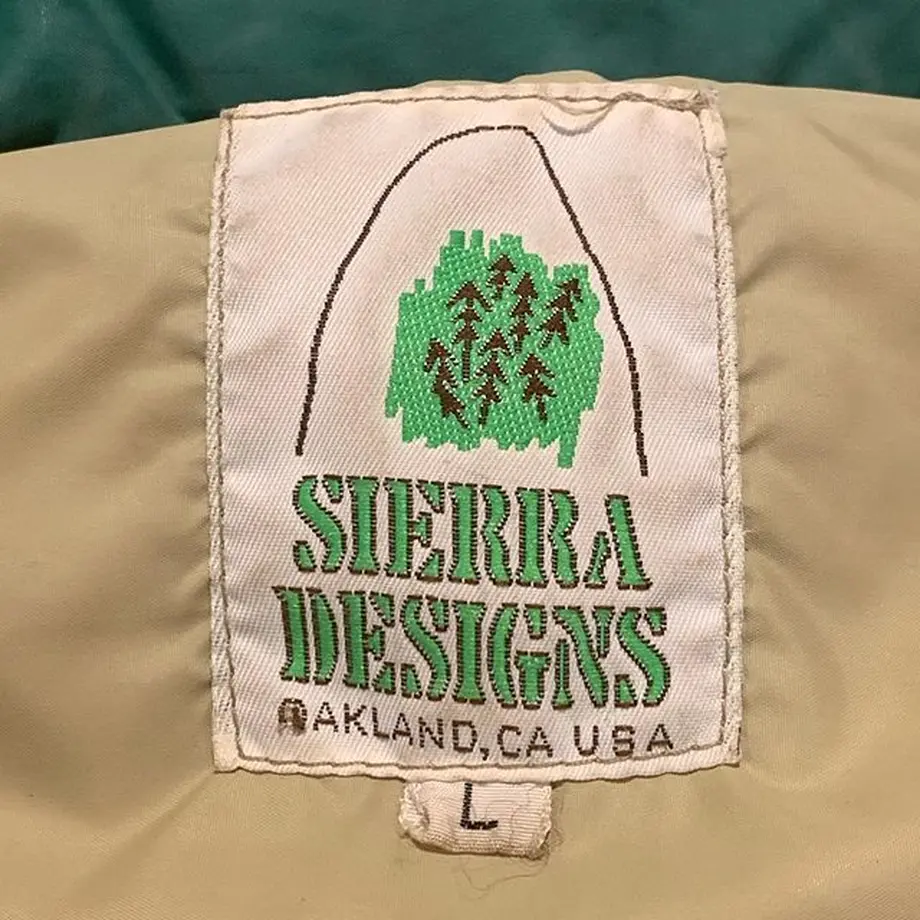 SIERRA
DESIGNS
OAKLAND, CA USA
L